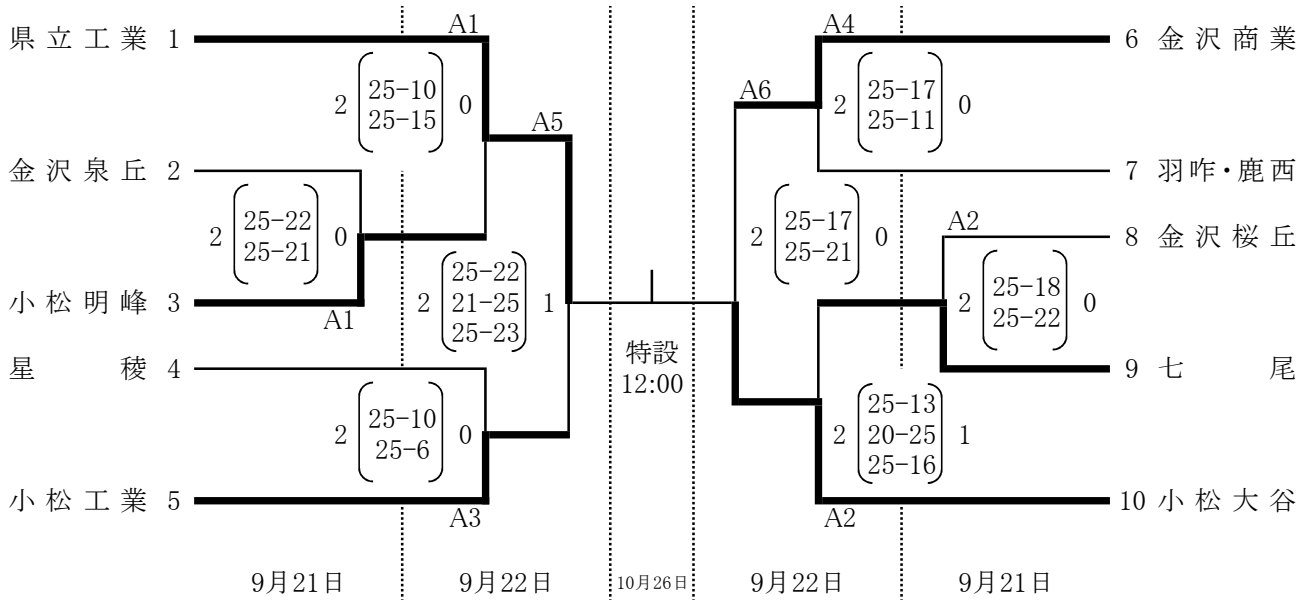 A1
A4
県立工業 1
6 金沢商業
2 25-10 25-15 0
2 25-17 25-11 0
A6
A5
金沢泉丘 2
7 羽咋・鹿西
2 25-22 25-21 0
2 25-17 25-21 0
A2
8 金沢桜丘
2 25-22 21-25 25-23 1
2 25-18 25-22 0
小松明峰 3
A1
特設
12:00
星稜 4
9 七尾
2 25-10 25-6 0
2 25-13 20-25 25-16 1
小松工業 5
10 小松大谷
A3
A2
9月21日
9月22日
10月26日
9月22日
9月21日